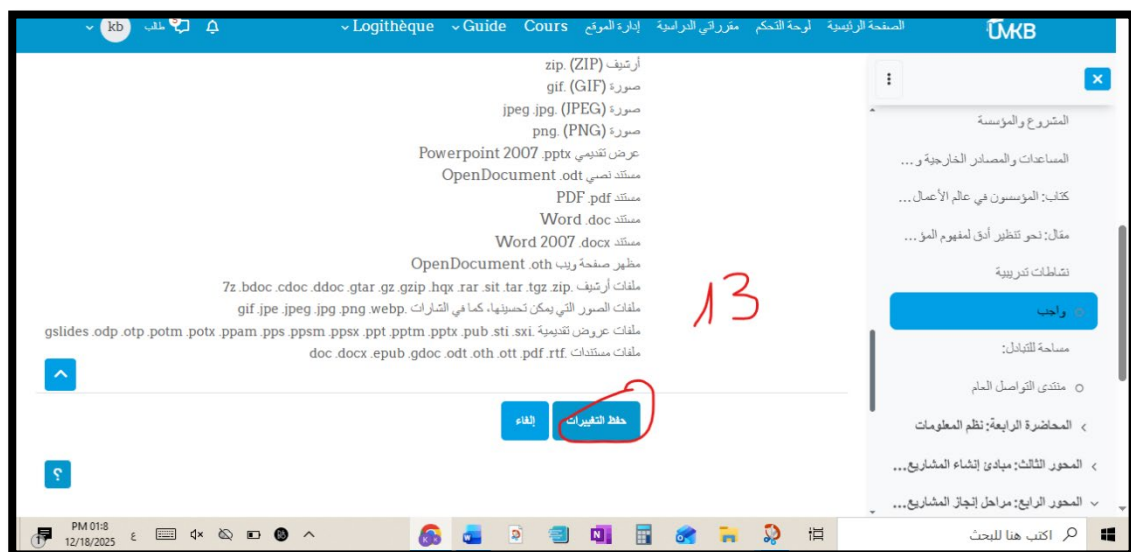 UMKB
الصفحة الرئيسية لوحة التحكم مقرراتي الدراسية إدارة الموقع Cours Guide Logithèque
طالب kb
المشروع والمؤسسة
المساعدات والمصادر الخارجية و ...
كتاب: المؤسسون في عالم الأعمال ...
مقال: نحو تنظير أدق لمفهوم المؤ ...
نشاطات تدريبية
واجب
مساحة للتبادل:
منتدى التواصل العام
المحاضرة الرابعة: نظم المعلومات
المحور الثالث: مبادئ إنشاء المشاريع...
المحور الرابع: مراحل إنجاز المشاريع...
أرشيف (ZIP) .zip
صورة (GIF) .gif
صورة (JPEG) .jpeg .jpg
صورة (PNG) .png
عرض تقديمي Powerpoint 2007 .pptx
مستند نصي OpenDocument .odt
مستند PDF .pdf
مستند Word .doc
مستند Word 2007 .docx
مظهر صفحة ويب OpenDocument .oth
ملفات أرشيف .7z .bdoc .cdoc .ddoc .gtar .gz .gzip .hqx .rar .sit .tar .tgz .zip
ملفات الصور التي يمكن تحسينها، كما في الشارات .gif .jpe .jpeg .jpg .png .webp
ملفات عروض تقديمية .gslides .odp .otp .potm .potx .ppam .pps .ppsm .ppsx .ppt .pptm .pptx .pub .sti .sxi
ملفات مستندات .doc .docx .epub .gdoc .odt .oth .ott .pdf .rtf
13
حفظ التغييرات
إلغاء
؟
اكتب هنا للبحث
ع
PM 01:8
12/18/2025